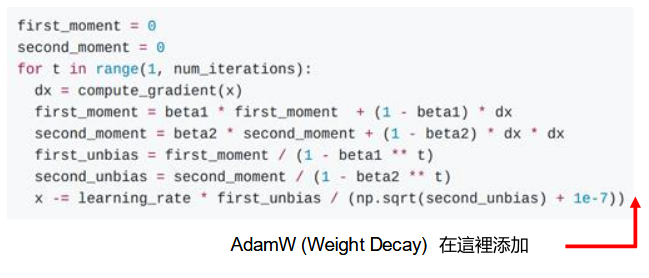 first_moment = 0
second_moment = 0
for t in range(1, num_iterations):
  dx = compute_gradient(x)
  first_moment = beta1 * first_moment  + (1 - beta1) * dx
  second_moment = beta2 * second_moment + (1 - beta2) * dx * dx
  first_unbias = first_moment / (1 - beta1 ** t)
  second_unbias = second_moment / (1 - beta2 ** t)
  x -= learning_rate * first_unbias / (np.sqrt(second_unbias) + 1e-7))
AdamW (Weight Decay) 在這裡添加